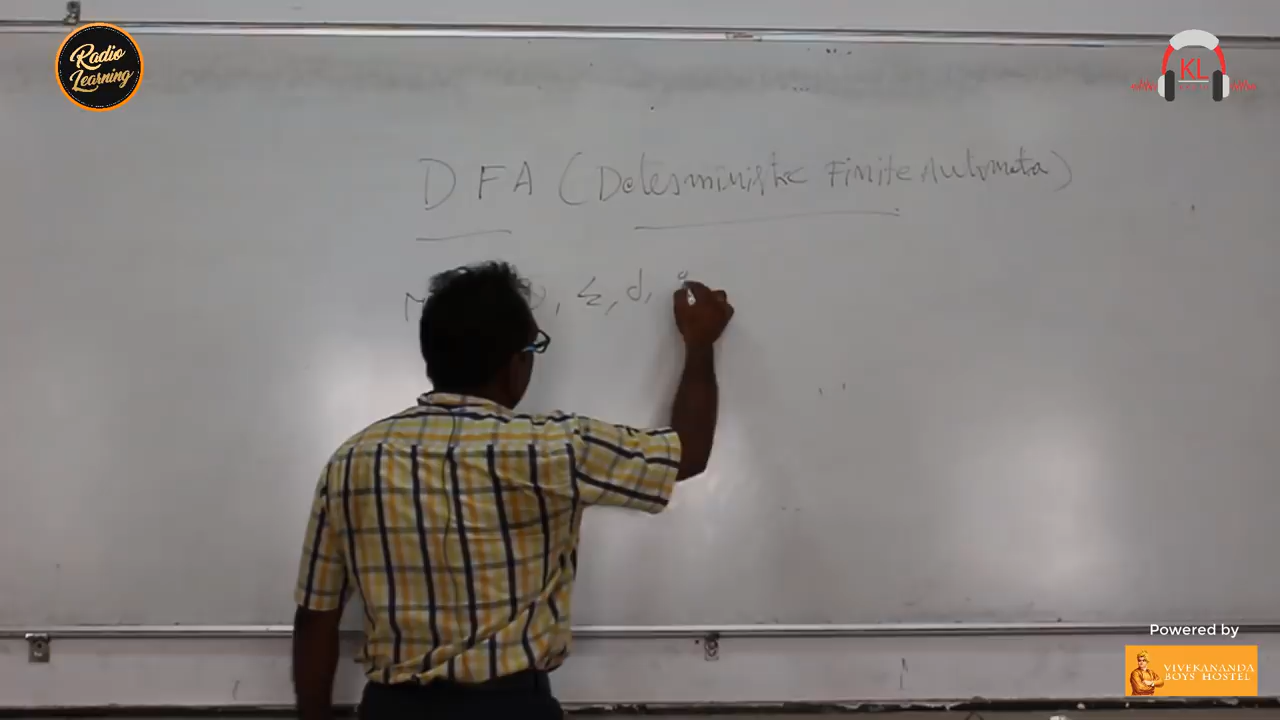 Radio
Learning
KL
DFA (Deterministic Finite Automata)
M , Σ, d,
Powered by
VIVEKANANDA
BOYS HOSTEL